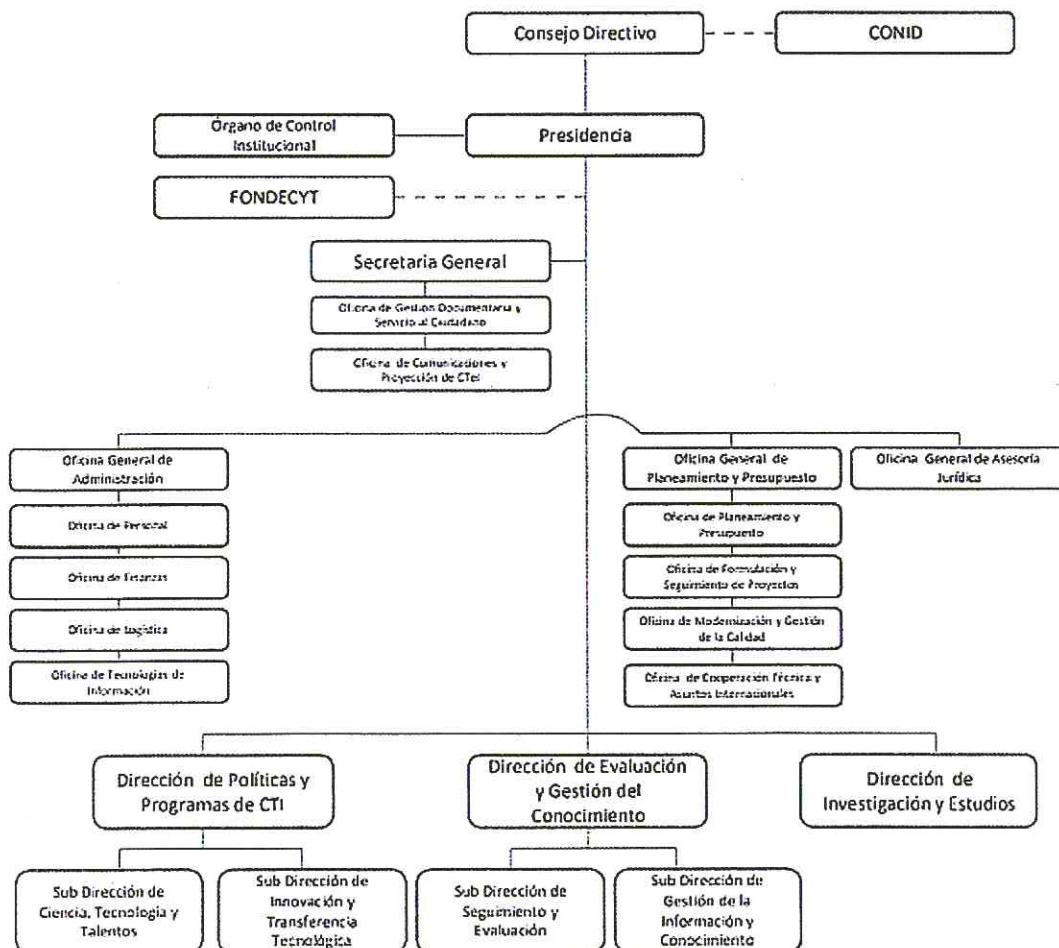 Consejo Directivo
CONID
Órgano de Control
Institucional
Presidencia
FONDECYT
Secretaria General
Oficina de Gestión Documentaria y
Servicio al Ciudadano
Oficina de Comunicaciones y
Proyección de CTeI
Oficina General de
Administración
Oficina General de
Planeamiento y Presupuesto
Oficina General de Asesoría
Jurídica
Oficina de Personal
Oficina de Planeamiento y
Presupuesto
Oficina de Finanzas
Oficina de Formulación y
Seguimiento de Proyectos
Oficina de Logística
Oficina de Modernización y Gestión
de la Calidad
Oficina de Tecnologías de
Información
Oficina de Cooperación Técnica y
Asuntos Internacionales
Dirección de Políticas y
Programas de CTI
Dirección de Evaluación
y Gestión del
Conocimiento
Dirección de
Investigación y Estudios
Sub Dirección de
Ciencia, Tecnología y
Talentos
Sub Dirección de
Innovación y
Transferencia
Tecnológica
Sub Dirección de
Seguimiento y
Evaluación
Sub Dirección de
Gestión de la
Información y
Conocimiento